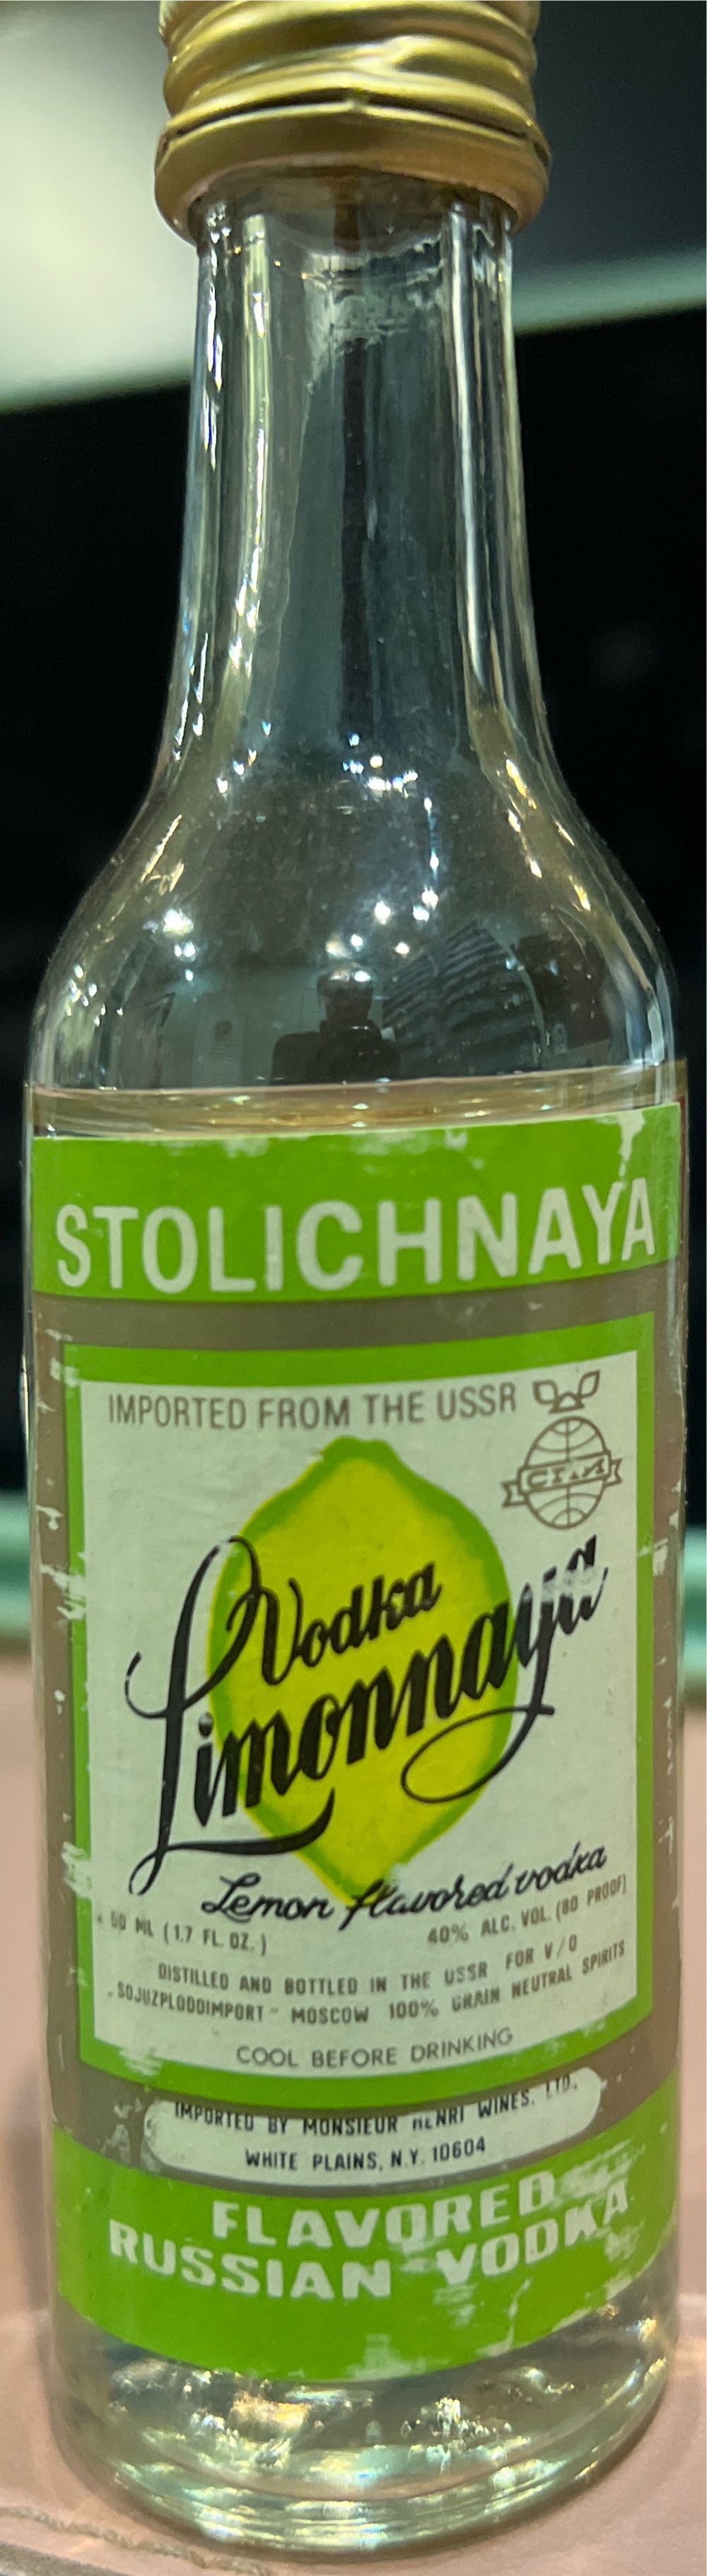 STOLICHNAYA
IMPORTED FROM THE USSR
Vodka
Limonnaya
Lemon flavored vodka
50 ML (1.7 FL. OZ.) 40% ALC. VOL. (80 PROOF)
DISTILLED AND BOTTLED IN THE USSR FOR V/O
„SOJUZPLODOIMPORT" MOSCOW 100% GRAIN NEUTRAL SPIRITS
COOL BEFORE DRINKING
IMPORTED BY MONSIEUR HENRI WINES. LTD.
WHITE PLAINS, N.Y. 10604
FLAVORED
RUSSIAN VODKA